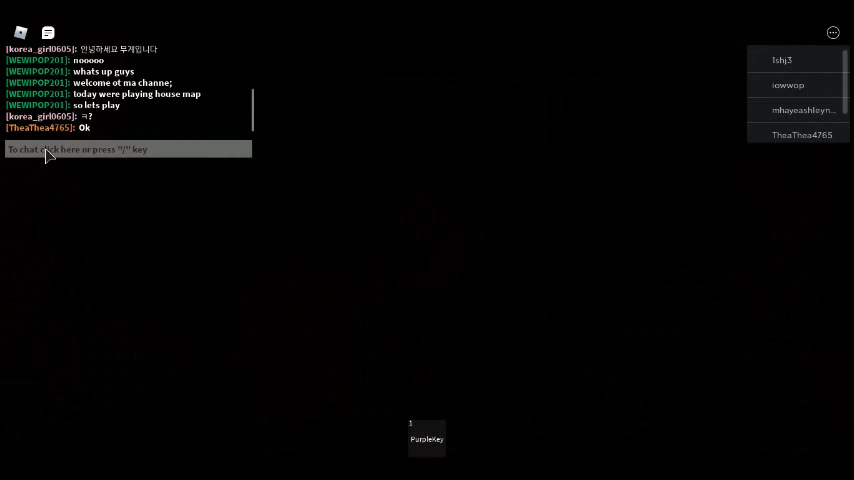 [korea_girl0605]: 안녕하세요 무게입니다
[WEWIPOP201]: nooooo
[WEWIPOP201]: whats up guys
[WEWIPOP201]: welcome ot ma channe;
[WEWIPOP201]: today were playing house map
[WEWIPOP201]: so lets play
[korea_girl0605]: ㅋ?
[TheaThea4765]: Ok
To chat click here or press "/" key
1shj3
iowwop
mhayeashleyn...
TheaThea4765
1
PurpleKey